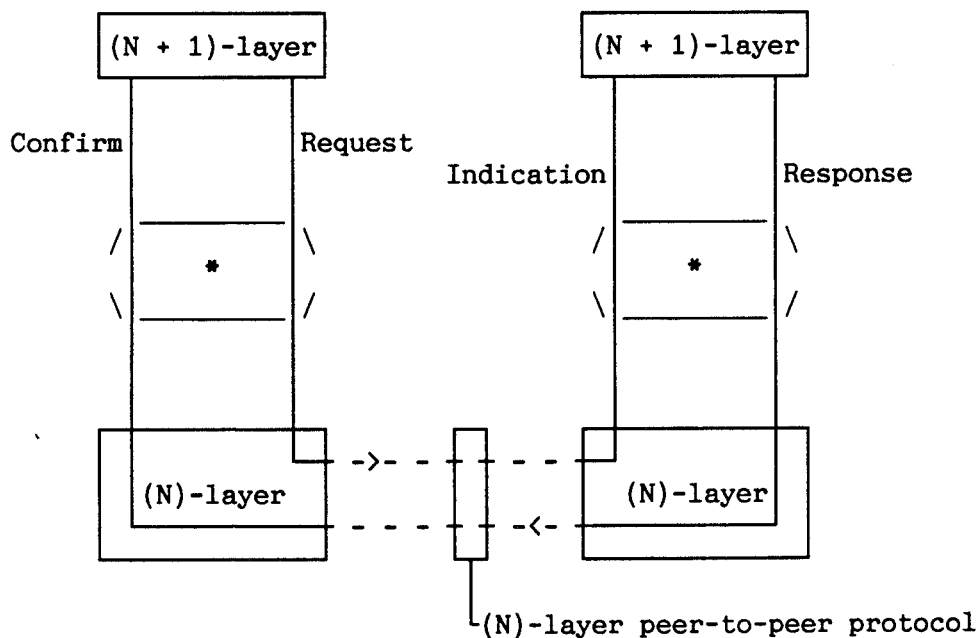 (N + 1)-layer (N + 1)-layer
Confirm Request
Indication Response
* *
(N)-layer (N)-layer
(N)-layer peer-to-peer protocol